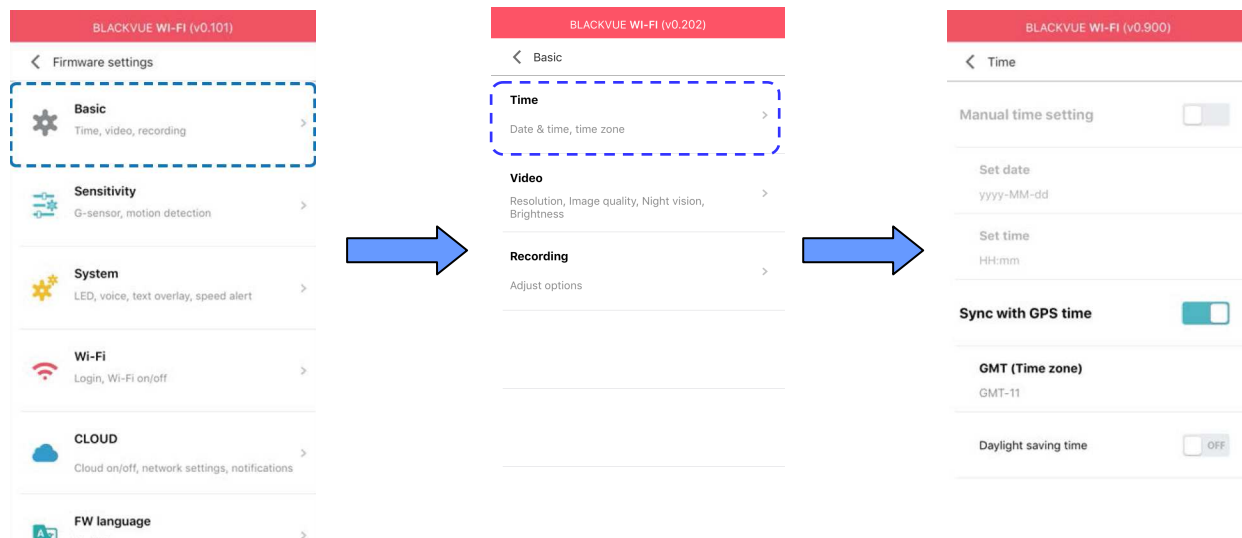 BLACKVUE WI-FI (v0.101)
Firmware settings
Basic
Time, video, recording
Sensitivity
G-sensor, motion detection
System
LED, voice, text overlay, speed alert
Wi-Fi
Login, Wi-Fi on/off
CLOUD
Cloud on/off, network settings, notifications
FW language
BLACKVUE WI-FI (v0.202)
Basic
Time
Date & time, time zone
Video
Resolution, Image quality, Night vision,
Brightness
Recording
Adjust options
BLACKVUE WI-FI (v0.900)
Time
Manual time setting
Set date
yyyy-MM-dd
Set time
HH:mm
Sync with GPS time
GMT (Time zone)
GMT-11
Daylight saving time
OFF